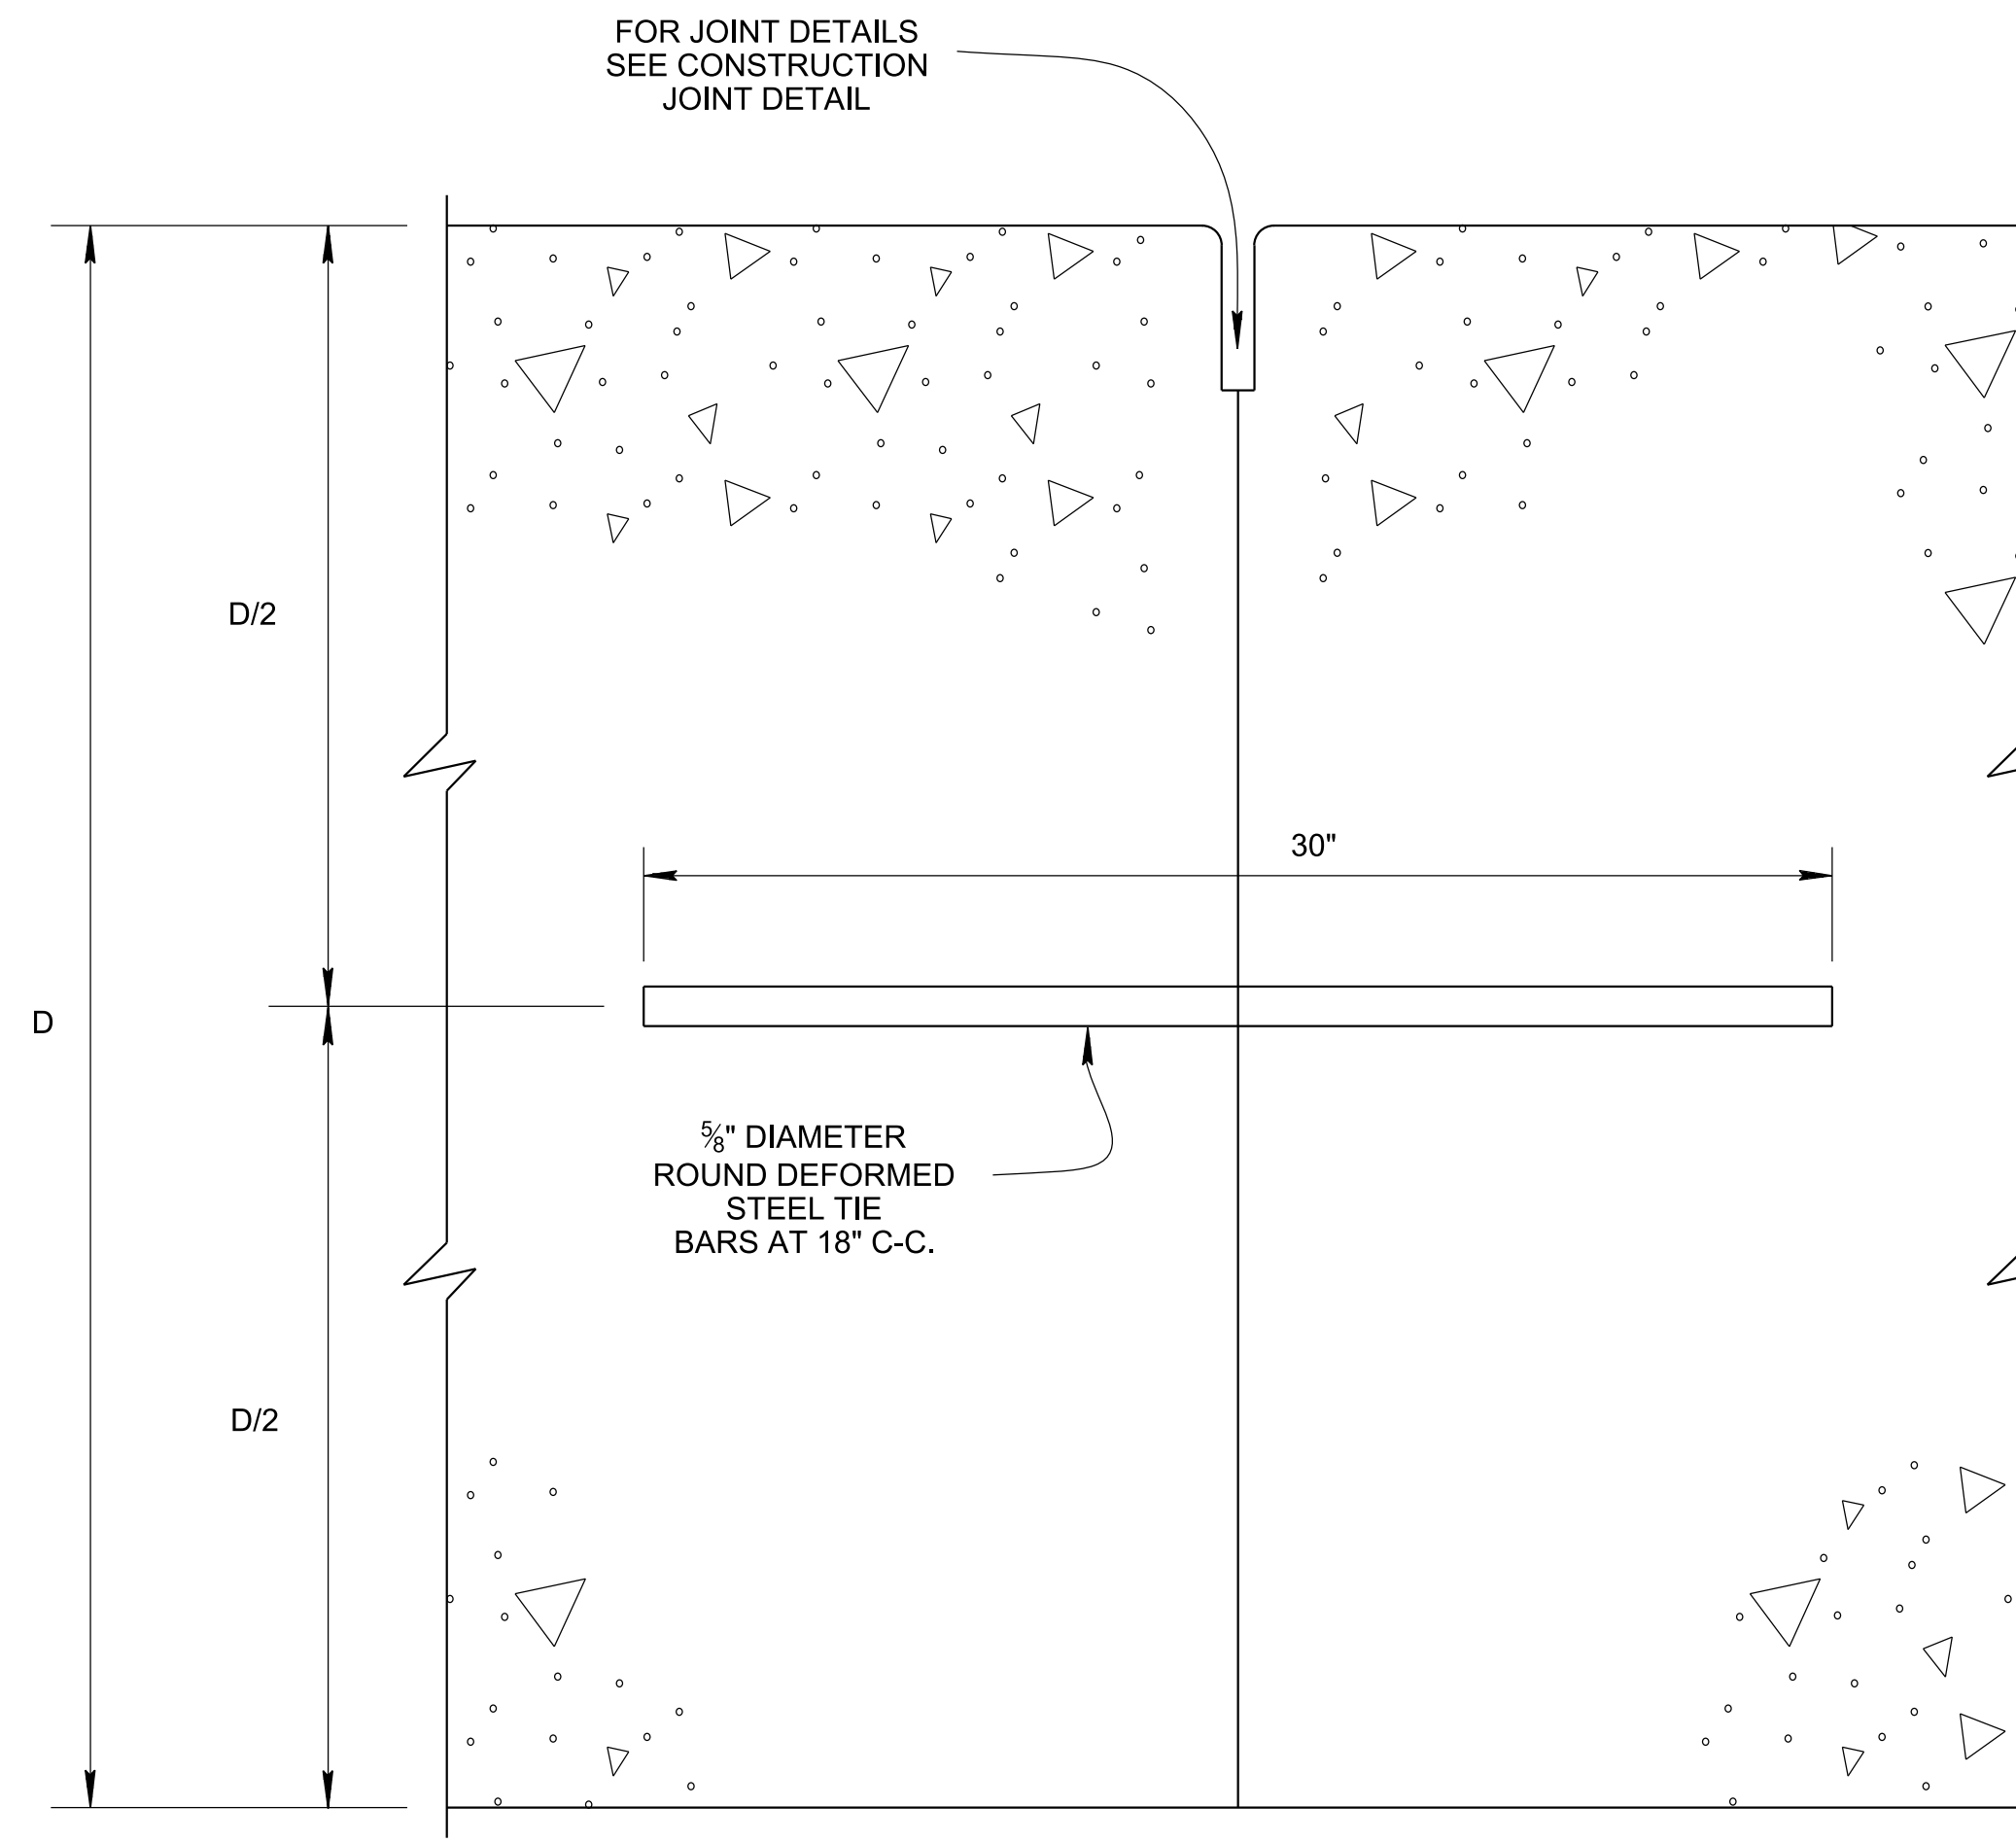 FOR JOINT DETAILS
SEE CONSTRUCTION
JOINT DETAIL
D/2
30"
D
⅝" DIAMETER
ROUND DEFORMED
STEEL TIE
BARS AT 18" C-C.
D/2